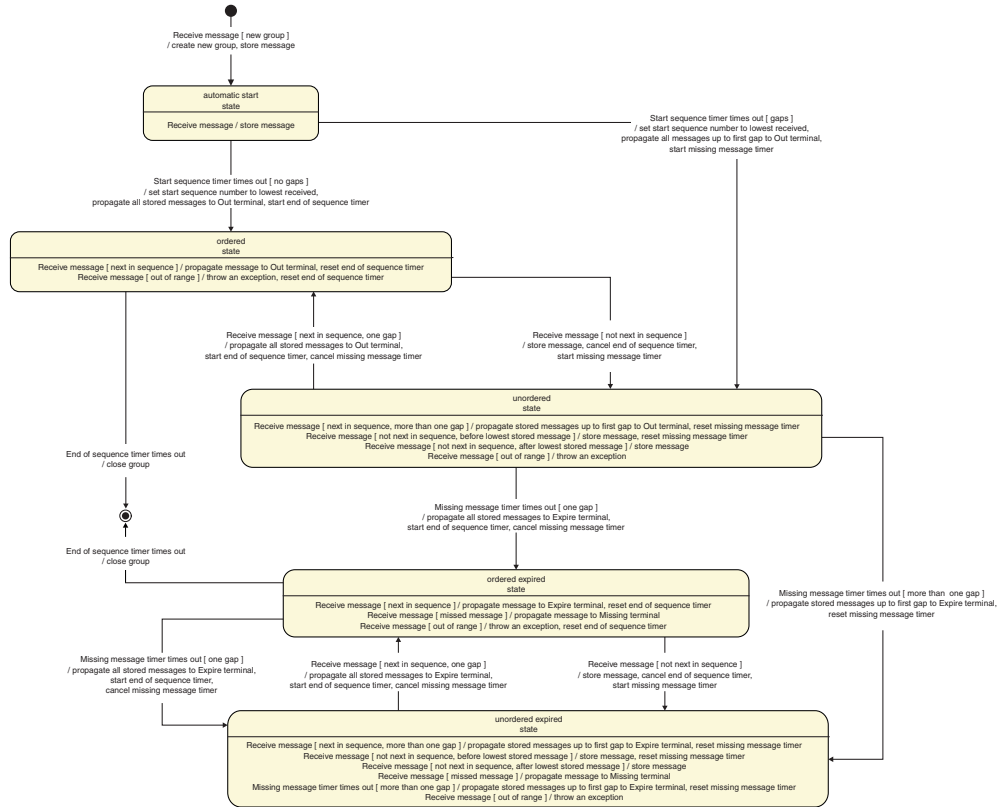 Receive message [ new group ]
/ create new group, store message
automatic start
state
Receive message / store message
Start sequence timer times out [ gaps ]
/ set start sequence number to lowest received,
propagate all messages up to first gap to Out terminal,
start missing message timer
Start sequence timer times out [ no gaps ]
/ set start sequence number to lowest received,
propagate all stored messages to Out terminal, start end of sequence timer
ordered
state
Receive message [ next in sequence ] / propagate message to Out terminal, reset end of sequence timer
Receive message [ out of range ] / throw an exception, reset end of sequence timer
Receive message [ next in sequence, one gap ]
/ propagate all stored messages to Out terminal,
start end of sequence timer, cancel missing message timer
Receive message [ not next in sequence ]
/ store message, cancel end of sequence timer,
start missing message timer
unordered
state
Receive message [ next in sequence, more than one gap ] / propagate stored messages up to first gap to Out terminal, reset missing message timer
Receive message [ not next in sequence, before lowest stored message ] / store message, reset missing message timer
Receive message [ not next in sequence, after lowest stored message ] / store message
Receive message [ out of range ] / throw an exception
End of sequence timer times out
/ close group
Missing message timer times out [ one gap ]
/ propagate all stored messages to Expire terminal,
start end of sequence timer, cancel missing message timer
End of sequence timer times out
/ close group
ordered expired
state
Receive message [ next in sequence ] / propagate message to Expire terminal, reset end of sequence timer
Receive message [ missed message ] / propagate message to Missing terminal
Receive message [ out of range ] / throw an exception, reset end of sequence timer
Missing message timer times out [ more than  one gap ]
/ propagate stored messages up to first gap to Expire terminal,
reset missing message timer
Missing message timer times out [ one gap ]
/ propagate all stored messages to Expire terminal,
start end of sequence timer,
cancel missing message timer
Receive message [ next in sequence, one gap ]
/ propagate all stored messages to Expire terminal,
start end of sequence timer, cancel missing message timer
Receive message [ not next in sequence ]
/ store message, cancel end of sequence timer,
start missing message timer
unordered expired
state
Receive message [ next in sequence, more than one gap ] / propagate stored messages up to first gap to Expire terminal, reset missing message timer
Receive message [ not next in sequence, before lowest stored message ] / store message, reset missing message timer
Receive message [ not next in sequence, after lowest stored message ] / store message
Receive message [ missed message ] / propagate message to Missing terminal
Missing message timer times out [ more than one gap ] / propagate stored messages up to first gap to Expire terminal, reset missing message timer
Receive message [ out of range ] / throw an exception